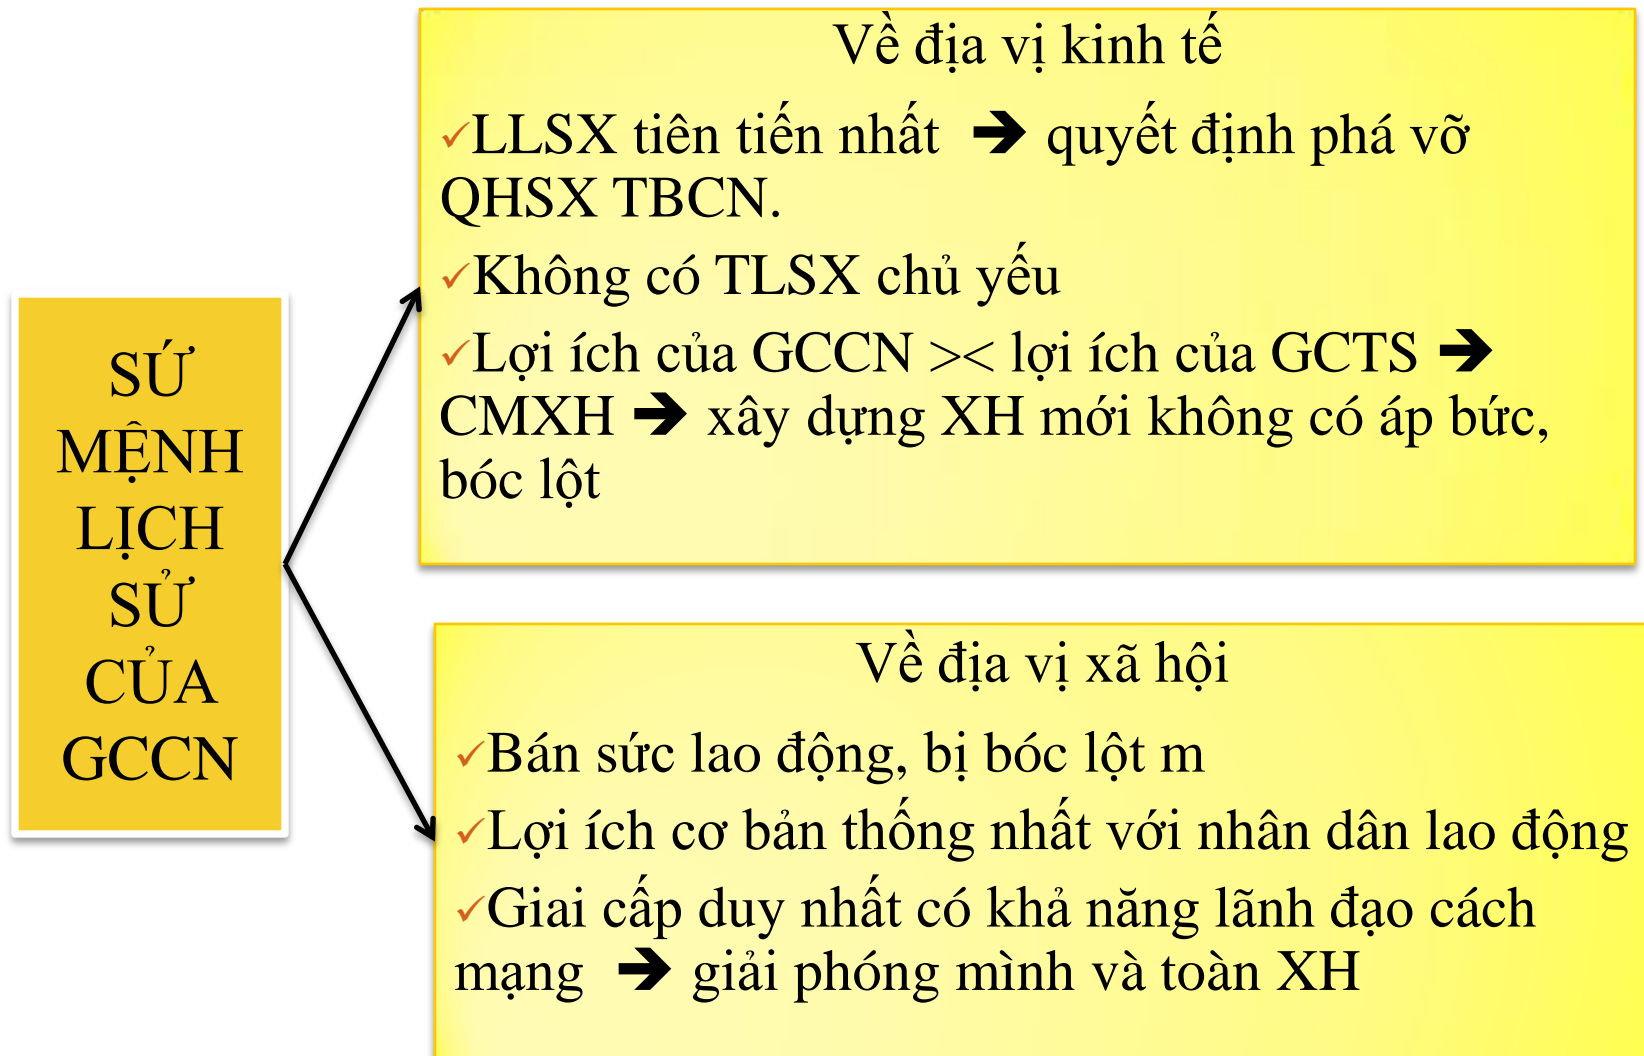 SỨ
MỆNH
LỊCH
SỬ
CỦA
GCCN
Về địa vị kinh tế
✓LLSX tiên tiến nhất ➔ quyết định phá vỡ
QHSX TBCN.
✓Không có TLSX chủ yếu
✓Lợi ích của GCCN >< lợi ích của GCTS ➔
CMXH ➔ xây dựng XH mới không có áp bức,
bóc lột
Về địa vị xã hội
✓Bán sức lao động, bị bóc lột m
✓Lợi ích cơ bản thống nhất với nhân dân lao động
✓Giai cấp duy nhất có khả năng lãnh đạo cách
mạng ➔ giải phóng mình và toàn XH